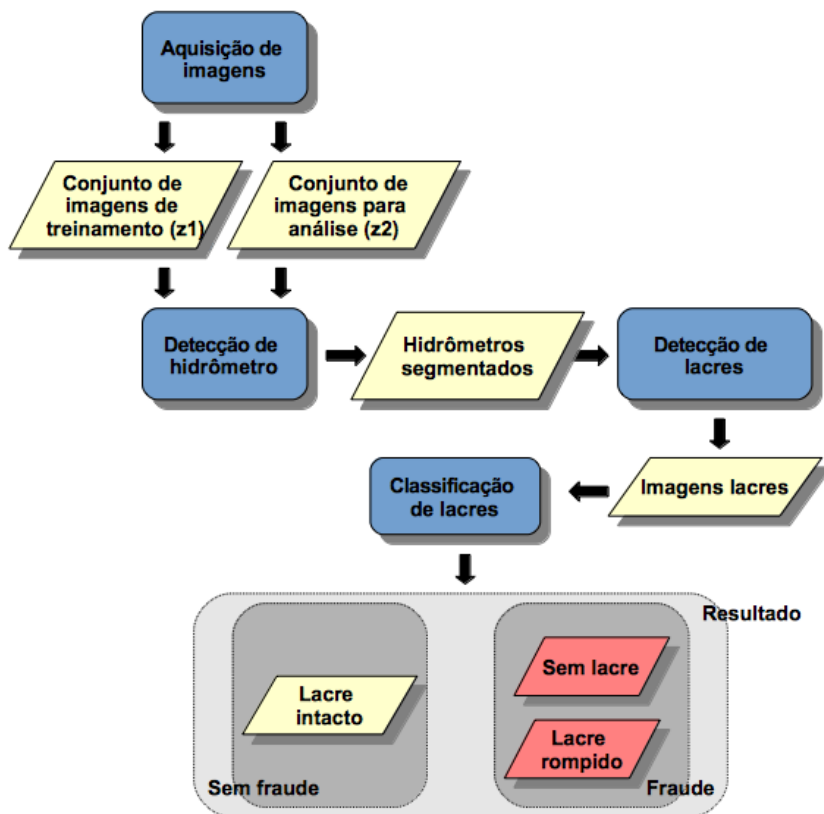 Aquisição de
imagens
Conjunto de
imagens de
treinamento (z1)
Conjunto de
imagens para
análise (z2)
Detecção de
hidrômetro
Hidrômetros
segmentados
Detecção de
lacres
Classificação
de lacres
Imagens lacres
Resultado
Lacre
intacto
Sem fraude
Sem lacre
Lacre
rompido
Fraude